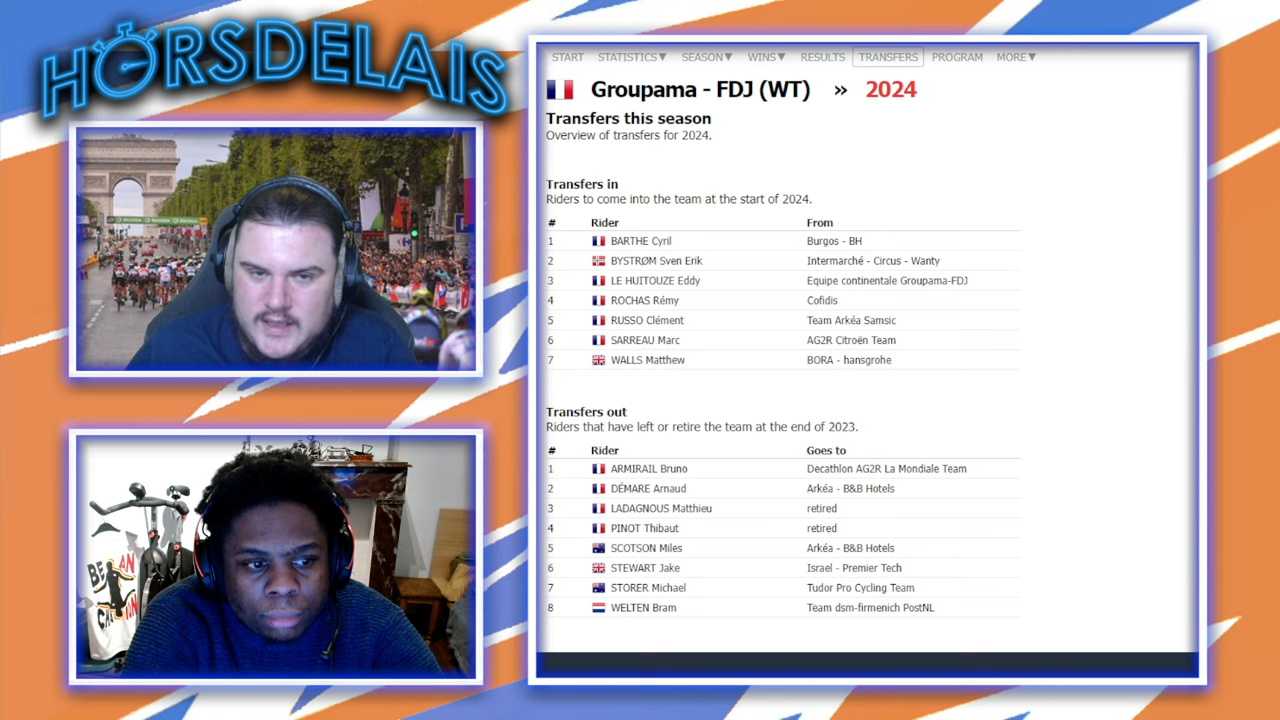 HORSDELAIS
START STATISTICS▼ SEASON▼ WINS▼ RESULTS TRANSFERS PROGRAM MORE▼
Groupama - FDJ (WT) » 2024
Transfers this season
Overview of transfers for 2024.
Transfers in
Riders to come into the team at the start of 2024.
# Rider From
1 BARTHE Cyril Burgos - BH
2 BYSTRØM Sven Erik Intermarché - Circus - Wanty
3 LE HUITOUZE Eddy Equipe continentale Groupama-FDJ
4 ROCHAS Rémy Cofidis
5 RUSSO Clément Team Arkéa Samsic
6 SARREAU Marc AG2R Citroën Team
7 WALLS Matthew BORA - hansgrohe
Transfers out
Riders that have left or retire the team at the end of 2023.
# Rider Goes to
1 ARMIRAIL Bruno Decathlon AG2R La Mondiale Team
2 DÉMARE Arnaud Arkéa - B&B Hotels
3 LADAGNOUS Matthieu retired
4 PINOT Thibaut retired
5 SCOTSON Miles Arkéa - B&B Hotels
6 STEWART Jake Israel - Premier Tech
7 STORER Michael Tudor Pro Cycling Team
8 WELTEN Bram Team dsm-firmenich PostNL